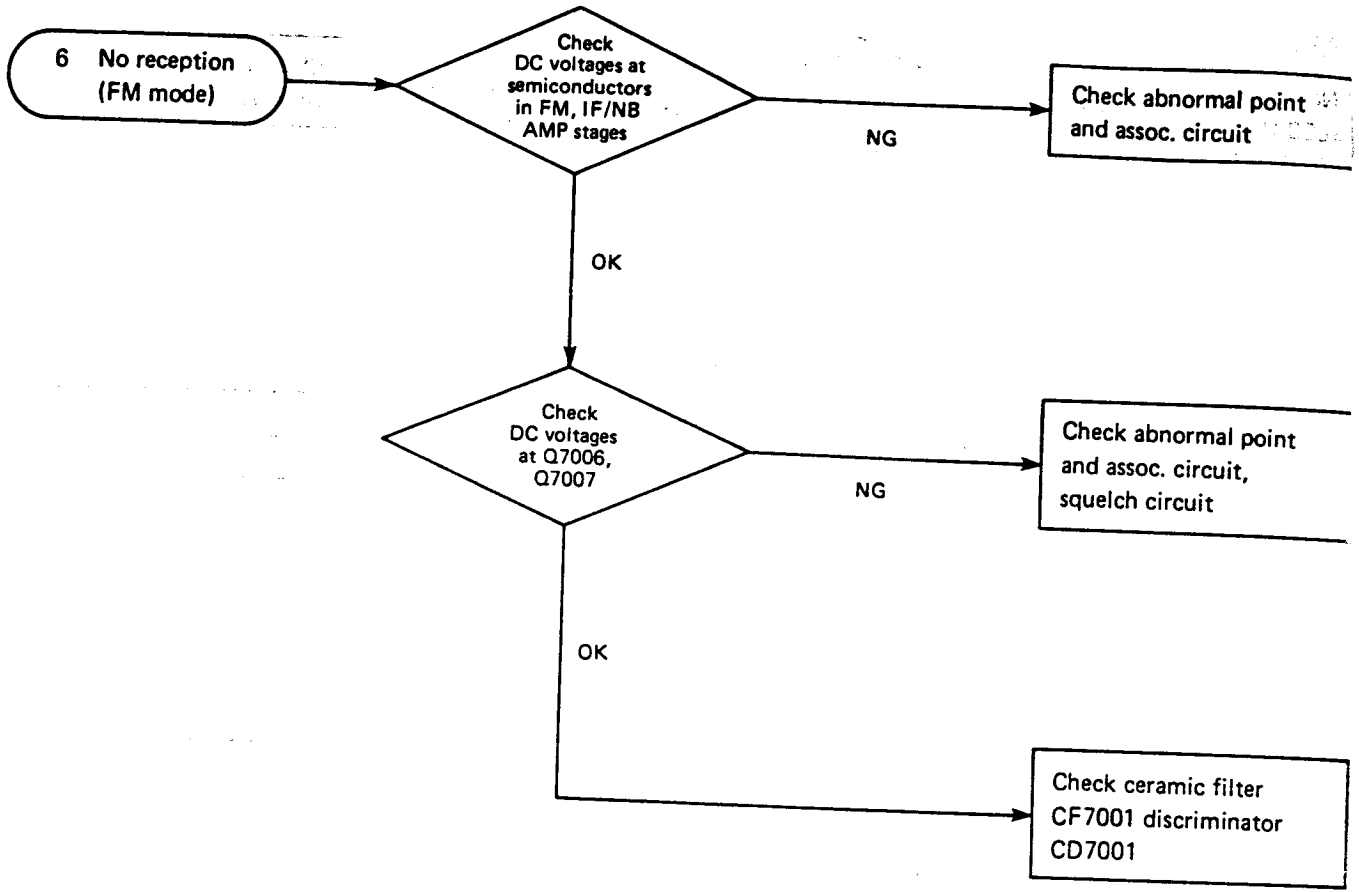 6 No reception
(FM mode)
Check
DC voltages at
semiconductors
in FM, IF/NB
AMP stages
NG
Check abnormal point
and assoc. circuit
OK
Check
DC voltages
at Q7006,
Q7007
NG
Check abnormal point
and assoc. circuit,
squelch circuit
OK
Check ceramic filter
CF7001 discriminator
CD7001